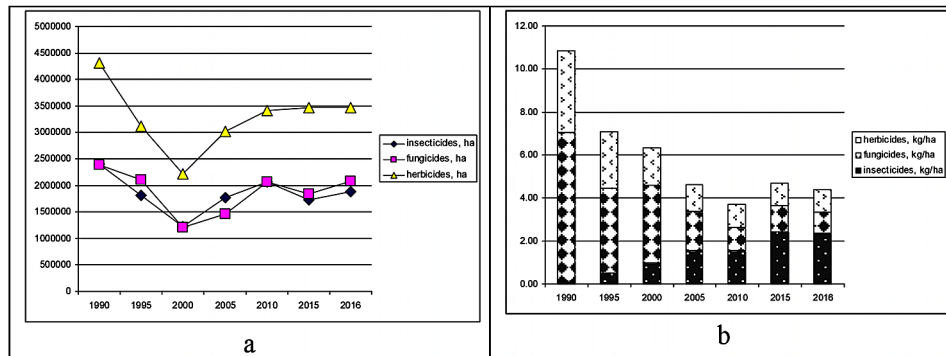 5000000
4500000
4000000
3500000
3000000
2500000
2000000
1500000
1000000
500000
0
1990 1995 2000 2005 2010 2015 2016
insecticides, ha
fungicides, ha
herbicides, ha
a
12.00
10.00
8.00
6.00
4.00
2.00
0.00
1990 1995 2000 2005 2010 2015 2016
herbicides, kg/ha
fungicides, kg/ha
insecticides, kg/ha
b